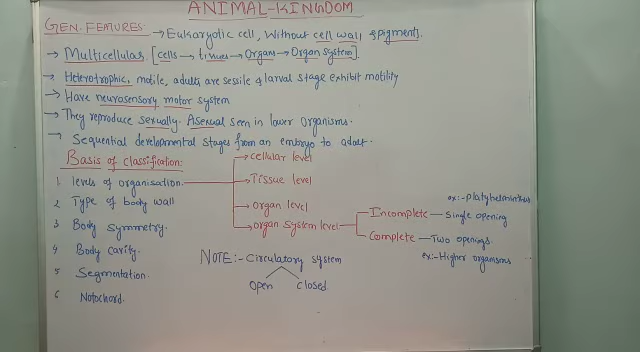 ANIMAL-KINGDOM
GEN. FEATURES:- → Eukaryotic cell, without cell wall & pigments.
→ Multicellular [cells → tissues → Organs → Organ system].
→ Heterotrophic, motile, adults are sessile & larval stage exhibit motility
→ Have neurosensory motor system
→ They reproduce sexually. Asexual seen in lower organisms.
→ Sequential developmental stages from an embryo to adult.
Basis of classification:
1 levels of organisation.
→ cellular level
→ Tissue level
→ Organ level
→ organ system level
Incomplete — Single opening
ex:- platyhelminthes
Complete — Two openings.
ex:- Higher organisms
2 Type of body wall
3 Body symmetry.
4 Body cavity.
5 Segmentation.
6 Notochord.
NOTE:- Circulatory system
Open closed